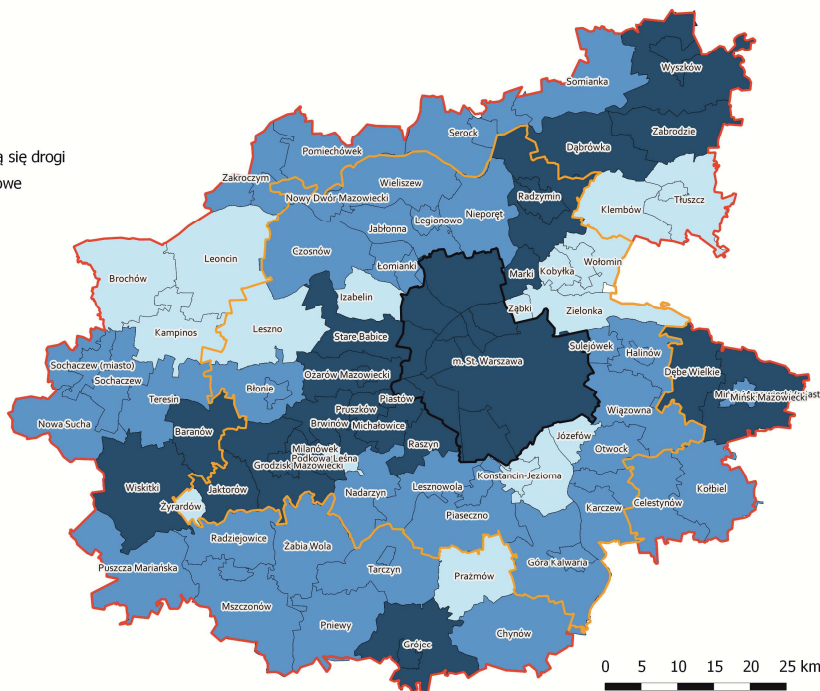 Wyszków
Somianka
Serock
Zabrodzie
Dąbrówka
ą się drogi
Pomiechówek
Zakroczym
owe
Wieliszew
Nowy Dwór Mazowiecki
Radzymin
Tłuszcz
Klembów
Legionowo
Nieporęt
Jabłonna
Czosnów
Leoncin
Łomianki
Wołomin
Marki
Kobyłka
Brochów
Izabelin
Ząbki
Zielonka
Kampinos
Leszno
Stare Babice
Sulejówek
Halinów
m. St. Warszawa
Sochaczew (miasto)
Sochaczew
Ożarów Mazowiecki
Dębe Wielkie
Błonie
Mińsk Mazowiecki
Teresin
Piastów
Pruszków
Wiązowna
Nowa Sucha
Brwinów
Michałowice
Baranów
Józefów
Raszyn
Milanówek
Otwock
Podkowa Leśna
Grodzisk Mazowiecki
Konstancin-Jeziorna
Wiskitki
Jaktorów
Nadarzyn
Lesznowola
Kołbiel
Celestynów
Żyrardów
Karczew
Piaseczno
Radziejowice
Żabia Wola
Góra Kalwaria
Puszcza Mariańska
Tarczyn
Prażmów
Mszczonów
Pniewy
Chynów
Grójec
0 5 10 15 20 25 km